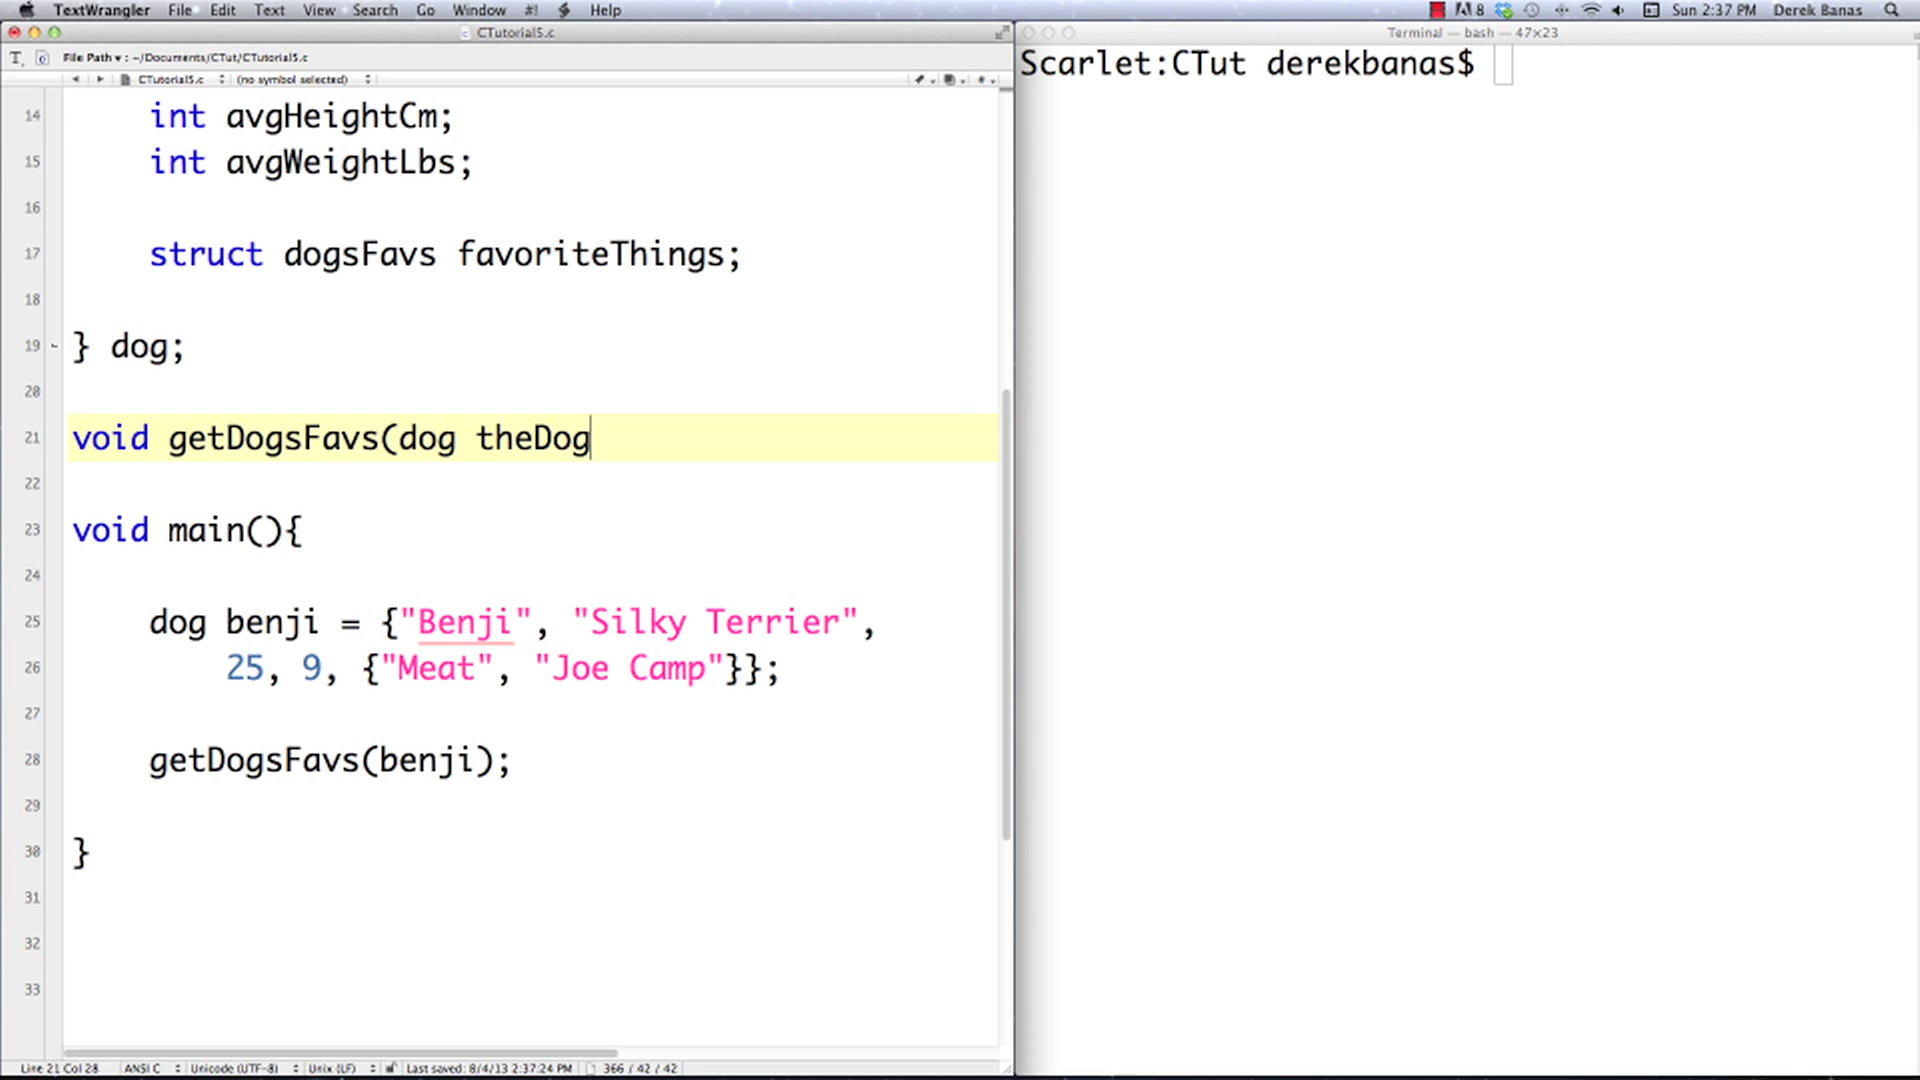 TextWrangler File Edit Text View Search Go Window #! Help 8 Sun 2:37 PM Derek Banas
CTutorial5.c
File Path ▾ : ~/Documents/CTut/CTutorial5.c
CTutorial5.c (no symbol selected)
14 int avgHeightCm;
15 int avgWeightLbs;
16
17 struct dogsFavs favoriteThings;
18
19 } dog;
20
21 void getDogsFavs(dog theDog
22
23 void main(){
24
25 dog benji = {"Benji", "Silky Terrier",
26 25, 9, {"Meat", "Joe Camp"}};
27
28 getDogsFavs(benji);
29
30 }
31
32
33
Line 21 Col 28 ANSI C Unicode (UTF-8) Unix (LF) Last saved: 8/4/13 2:37:24 PM 366 / 42 / 42
Terminal — bash — 47×23
Scarlet:CTut derekbanas$